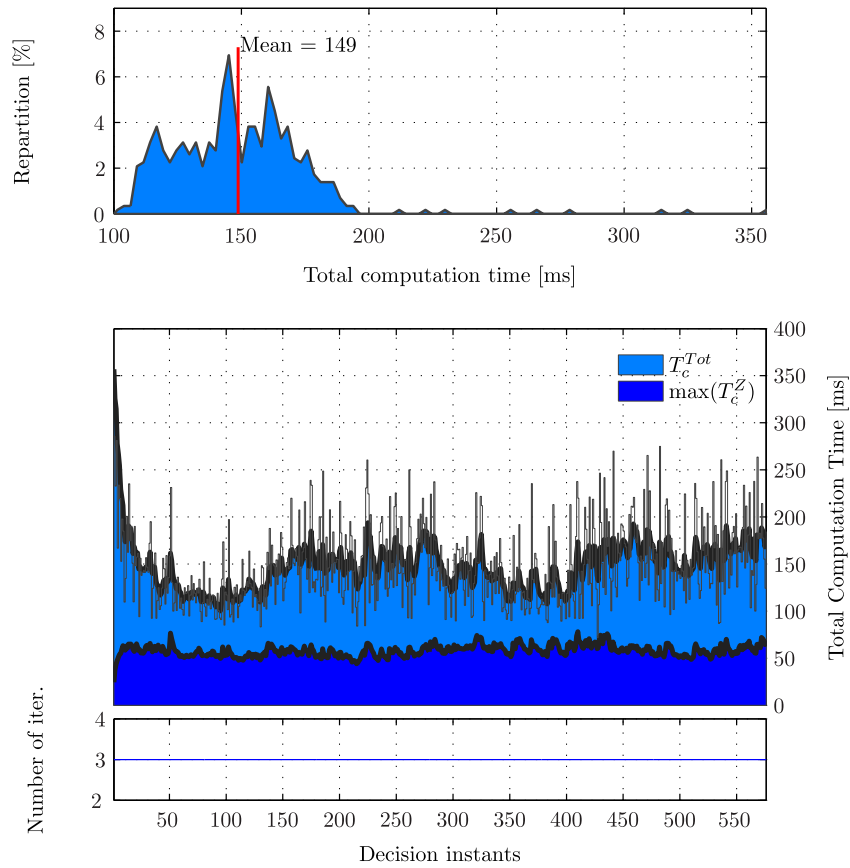 Repartition [%]
8
6
4
2
0
Mean = 149
100 150 200 250 300 350
Total computation time [ms]
400
350
300
250
200
150
100
50
0
Total Computation Time [ms]
T_c^{Tot}
max(T_c^Z)
Number of iter.
4
3
2
50 100 150 200 250 300 350 400 450 500 550
Decision instants